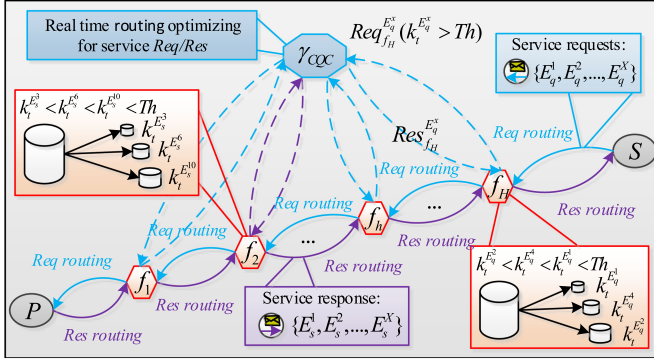 Real time routing optimizing
for service Req/Res
γ_CQC
Req_{f_H}^{E_q^x}(k_t^{E_q^x} > Th)
Service requests:
{E_q^1, E_q^2, ..., E_q^X}
k_t^{E_s^3} < k_t^{E_s^6} < k_t^{E_s^10} < Th
k_t^{E_s^3}
k_t^{E_s^6}
k_t^{E_s^10}
Res_{f_H}^{E_q^x}
Req routing
S
f_H
Res routing
Req routing
...
Req routing
f_h
Res routing
...
f_2
Res routing
Req routing
f_1
Res routing
P
Res routing
Service response:
{E_s^1, E_s^2, ..., E_s^X}
k_t^{E_q^2} < k_t^{E_q^4} < k_t^{E_q^1} < Th
k_t^{E_q^1}
k_t^{E_q^4}
k_t^{E_q^2}